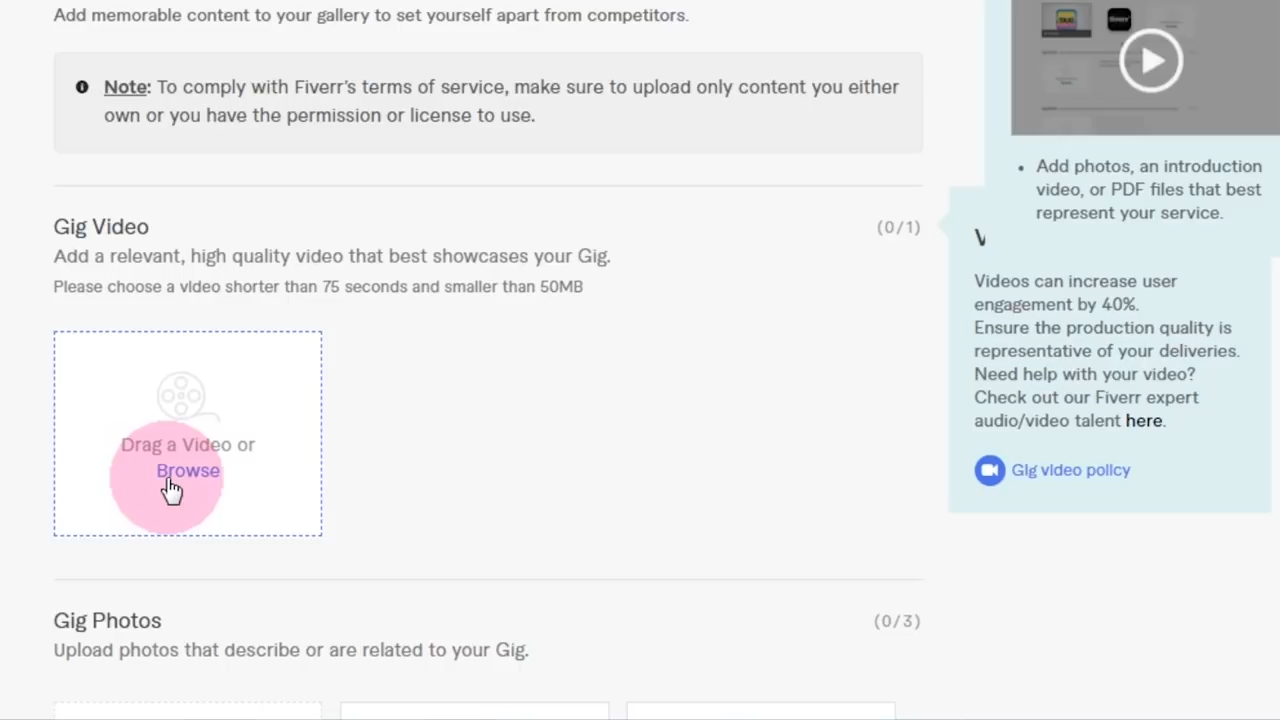 Add memorable content to your gallery to set yourself apart from competitors.
Note: To comply with Fiverr's terms of service, make sure to upload only content you either
own or you have the permission or license to use.
Gig Video
(0/1)
Add a relevant, high quality video that best showcases your Gig.
Please choose a video shorter than 75 seconds and smaller than 50MB
Drag a Video or
Browse
Gig Photos
(0/3)
Upload photos that describe or are related to your Gig.
fiverr
• Add photos, an introduction
video, or PDF files that best
represent your service.
Videos can increase user
engagement by 40%.
Ensure the production quality is
representative of your deliveries.
Need help with your video?
Check out our Fiverr expert
audio/video talent here.
Gig video policy